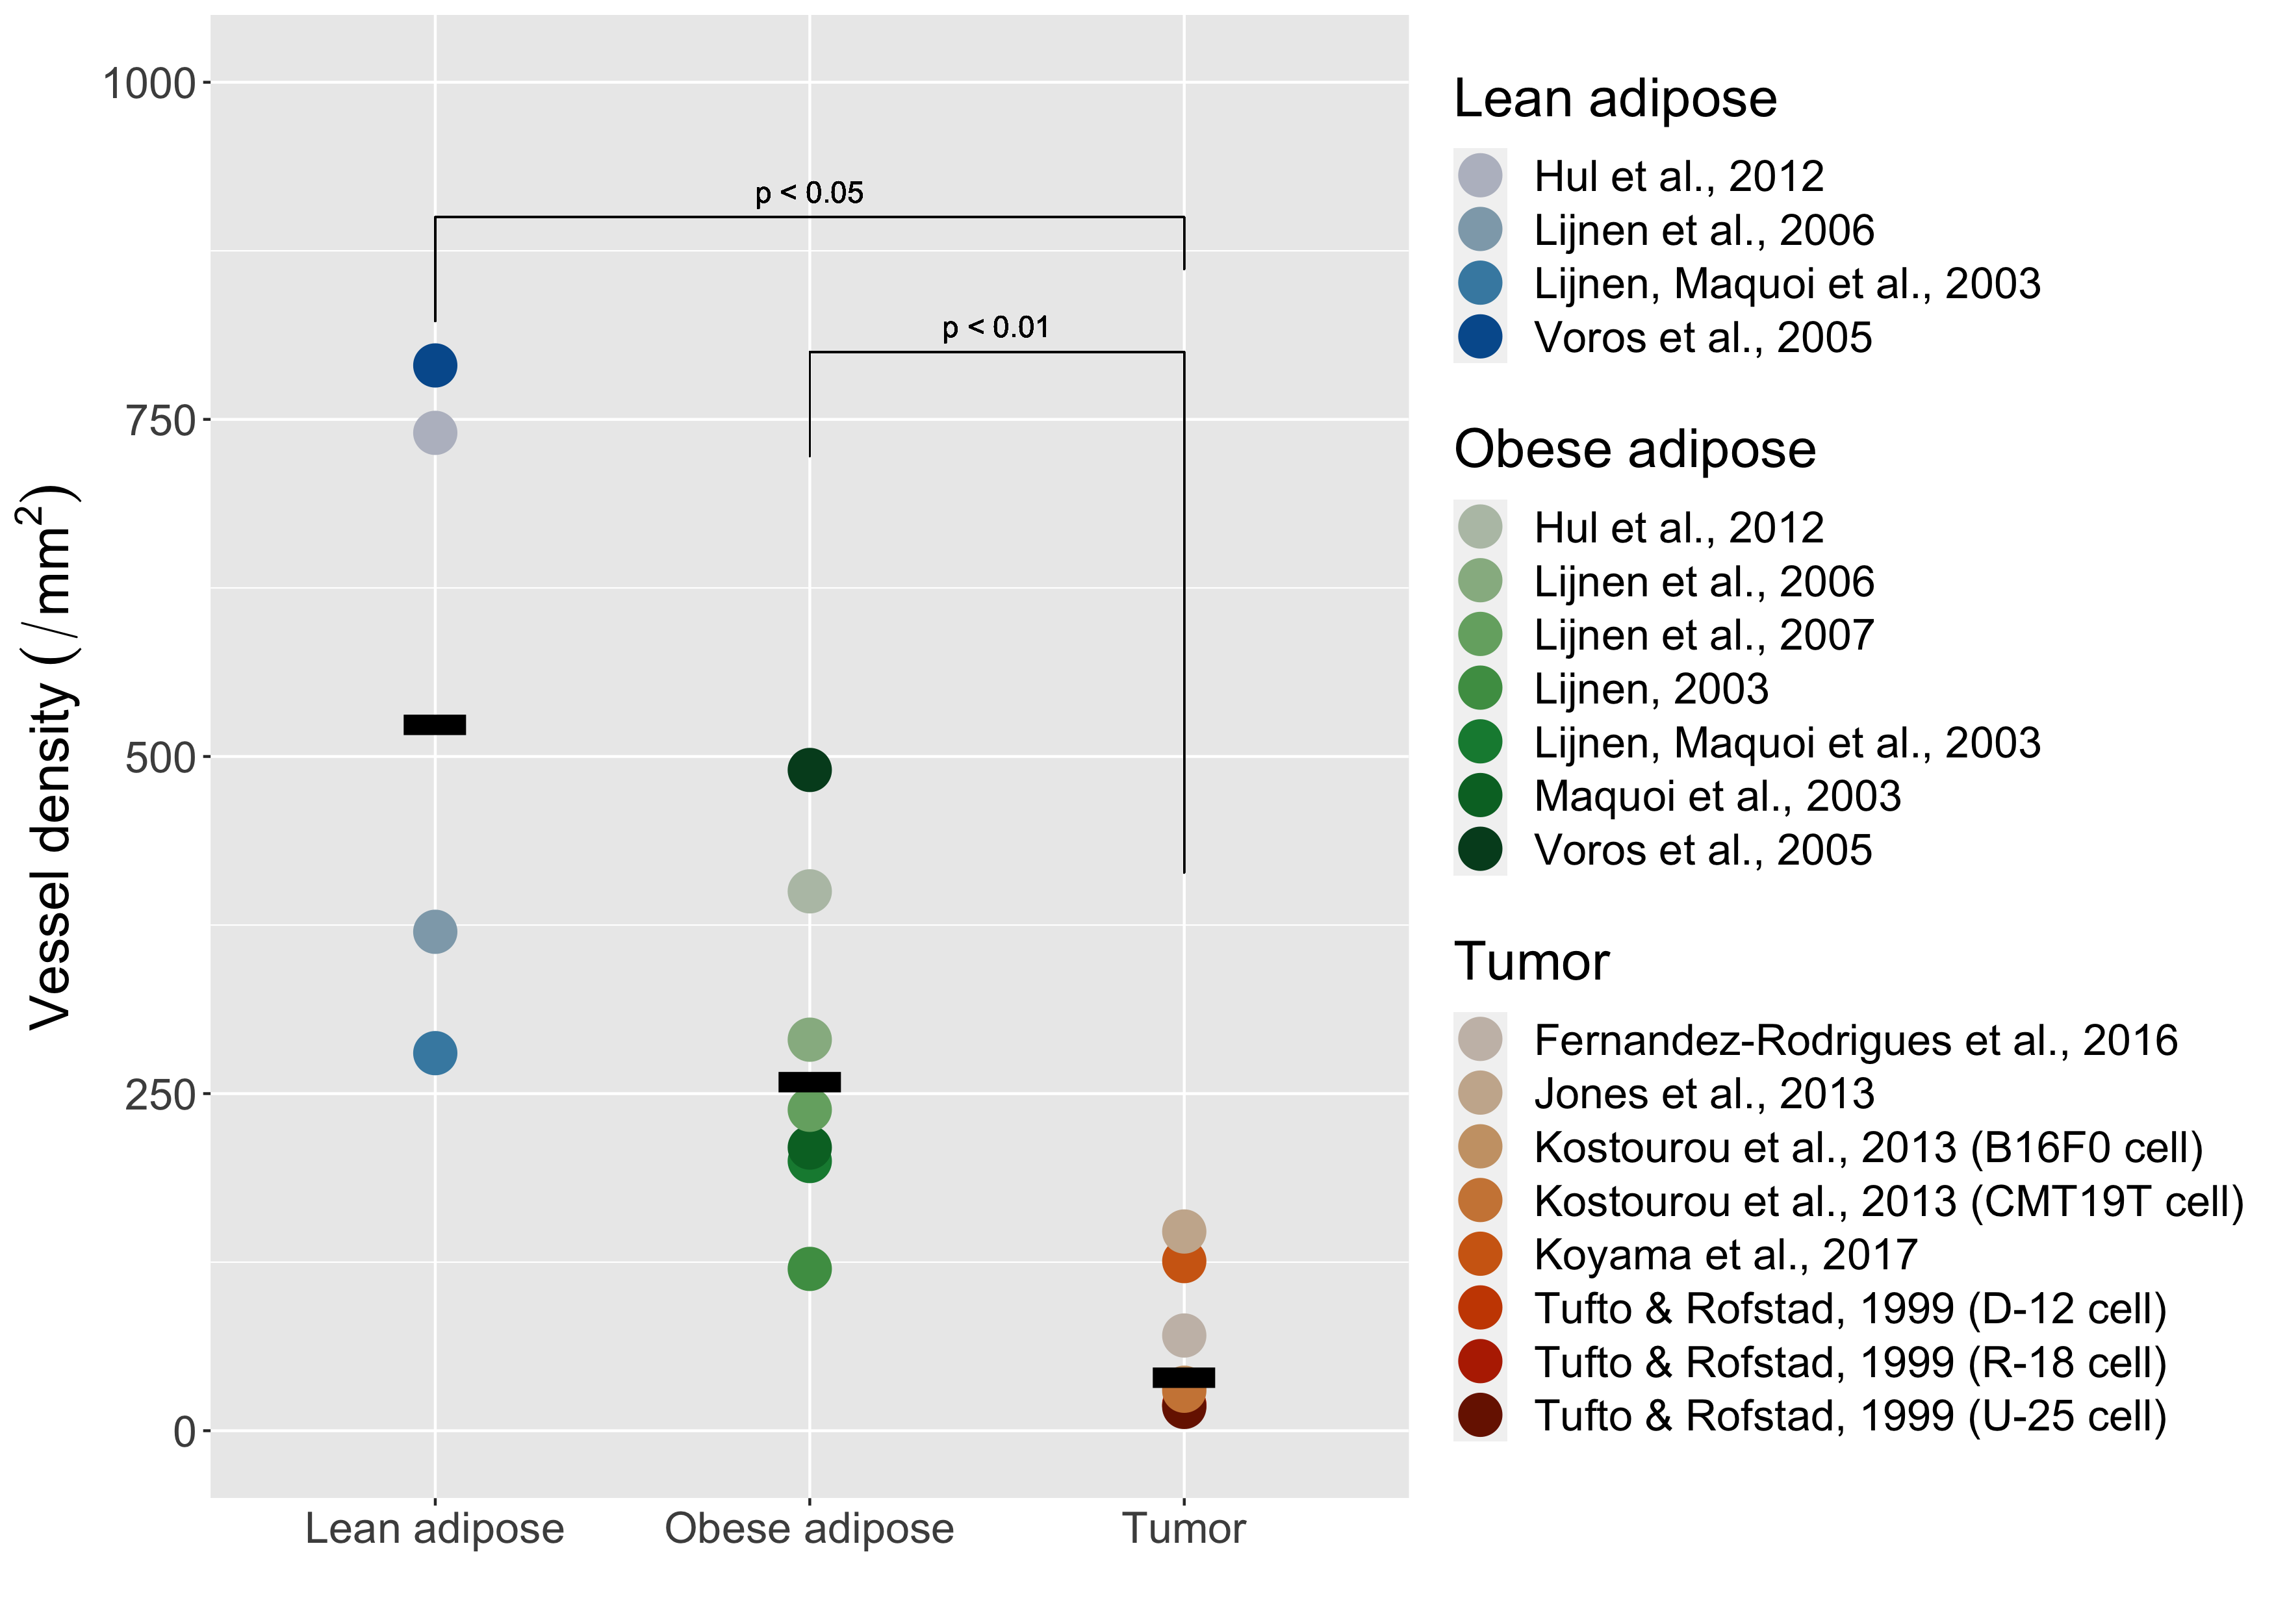 Vessel density (/mm²)
1000
750
500
250
0
p < 0.05
p < 0.01
Lean adipose
Obese adipose
Tumor
Lean adipose
Hul et al., 2012
Lijnen et al., 2006
Lijnen, Maquoi et al., 2003
Voros et al., 2005
Obese adipose
Hul et al., 2012
Lijnen et al., 2006
Lijnen et al., 2007
Lijnen, 2003
Lijnen, Maquoi et al., 2003
Maquoi et al., 2003
Voros et al., 2005
Tumor
Fernandez-Rodrigues et al., 2016
Jones et al., 2013
Kostourou et al., 2013 (B16F0 cell)
Kostourou et al., 2013 (CMT19T cell)
Koyama et al., 2017
Tufto & Rofstad, 1999 (D-12 cell)
Tufto & Rofstad, 1999 (R-18 cell)
Tufto & Rofstad, 1999 (U-25 cell)